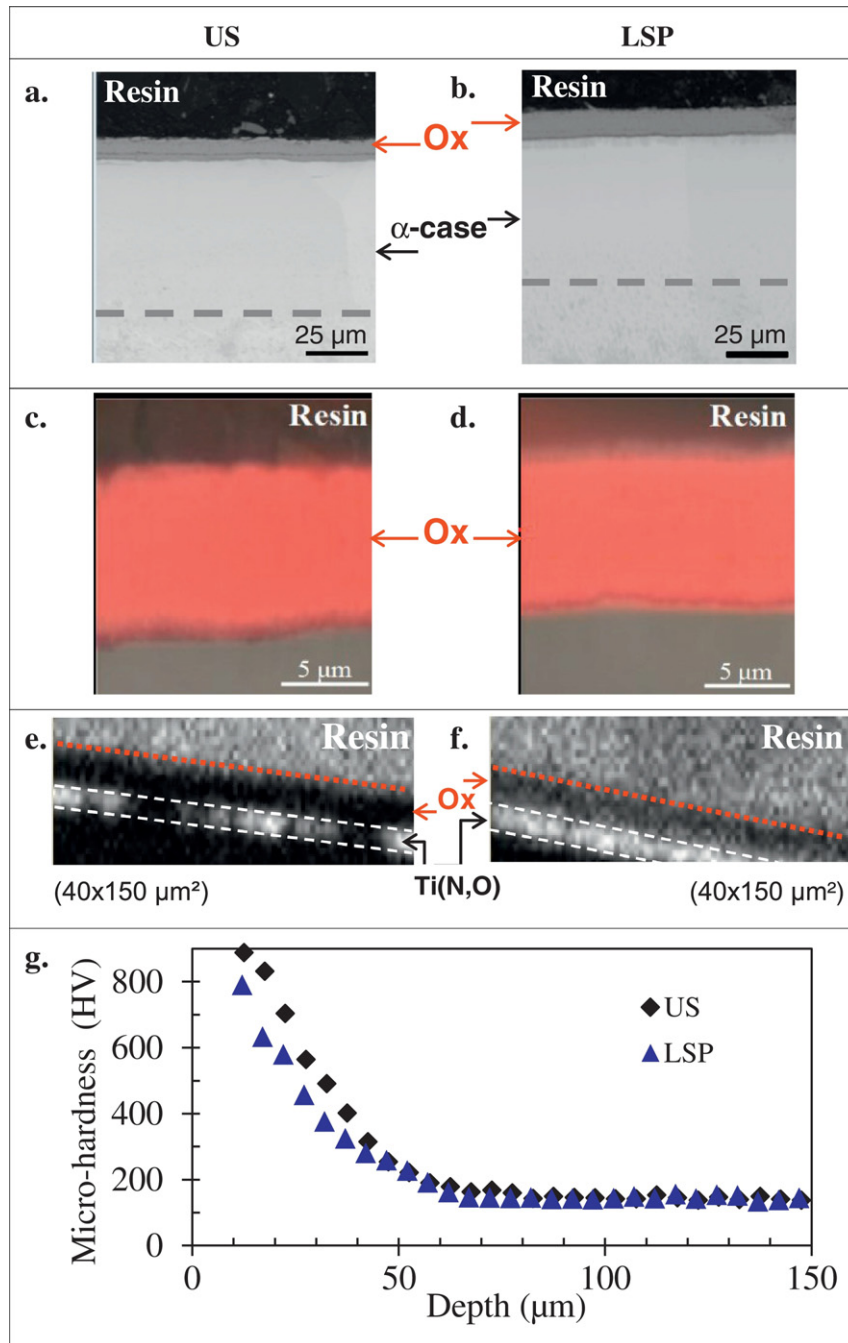 US LSP
a. Resin b. Resin
Ox
α-case
25 µm 25 µm
c. Resin d. Resin
Ox
5 µm 5 µm
e. Resin f. Resin
Ox
(40x150 µm²) Ti(N,O) (40x150 µm²)
g.
Micro-hardness (HV)
800
600
400
200
0
US
LSP
0 50 100 150
Depth (µm)